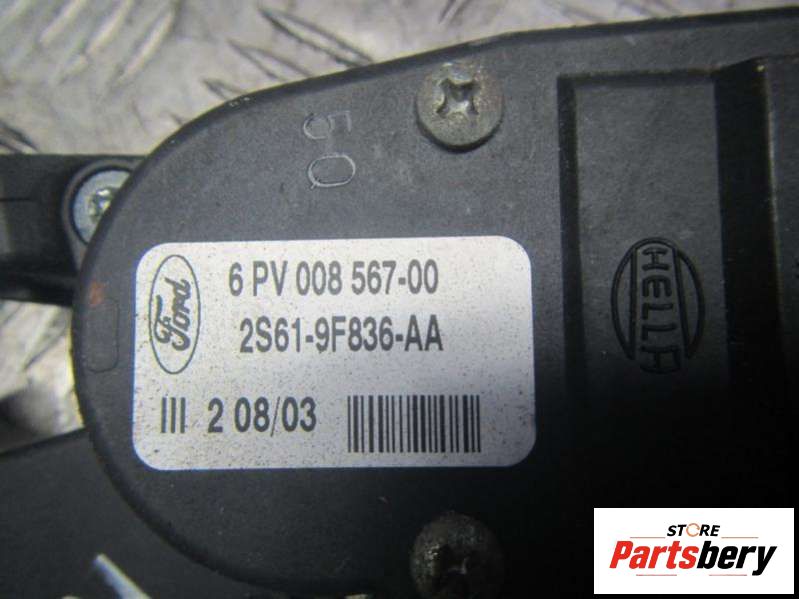 50
Ford
6 PV 008 567-00
2S61-9F836-AA
III 2 08/03
HELLA
STORE
Partsbery